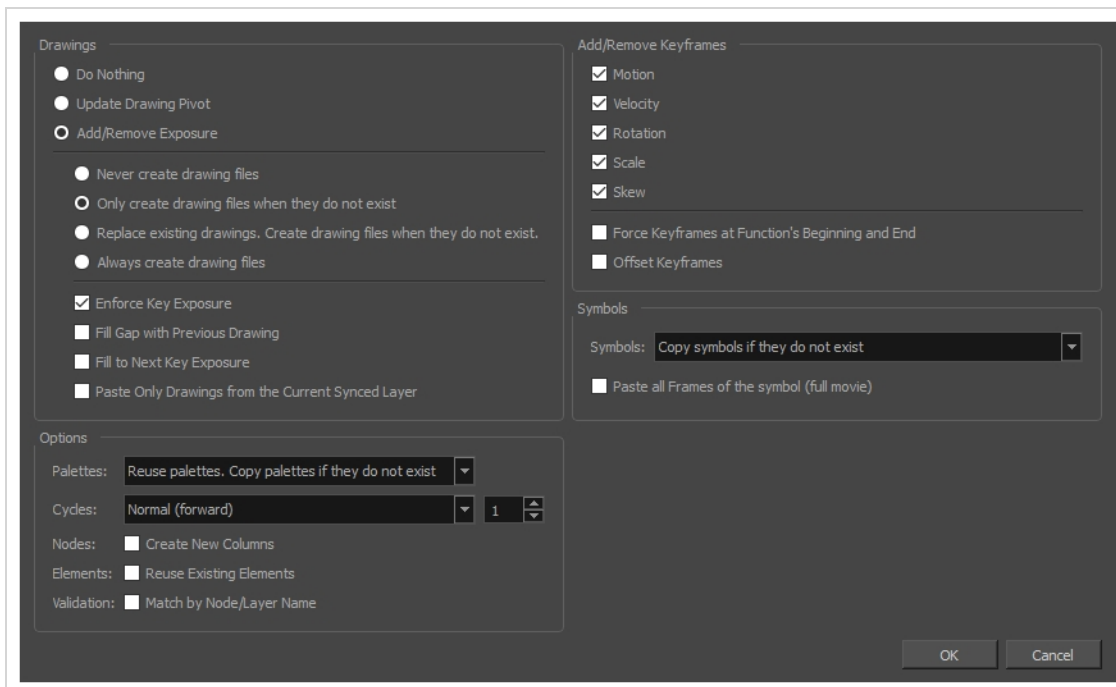 Drawings
Do Nothing
Update Drawing Pivot
Add/Remove Exposure
Never create drawing files
Only create drawing files when they do not exist
Replace existing drawings. Create drawing files when they do not exist.
Always create drawing files
Enforce Key Exposure
Fill Gap with Previous Drawing
Fill to Next Key Exposure
Paste Only Drawings from the Current Synced Layer
Add/Remove Keyframes
Motion
Velocity
Rotation
Scale
Skew
Force Keyframes at Function's Beginning and End
Offset Keyframes
Symbols
Symbols: Copy symbols if they do not exist
Paste all Frames of the symbol (full movie)
Options
Palettes: Reuse palettes. Copy palettes if they do not exist
Cycles: Normal (forward) 1
Nodes: Create New Columns
Elements: Reuse Existing Elements
Validation: Match by Node/Layer Name
OK Cancel